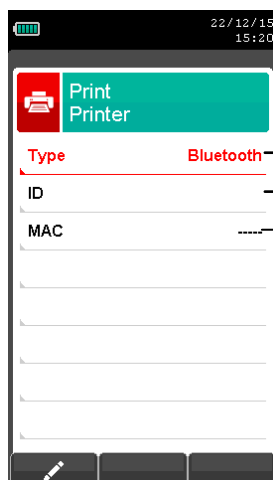 22/12/15
15:20
Print
Printer
Type Bluetooth
ID
MAC -----